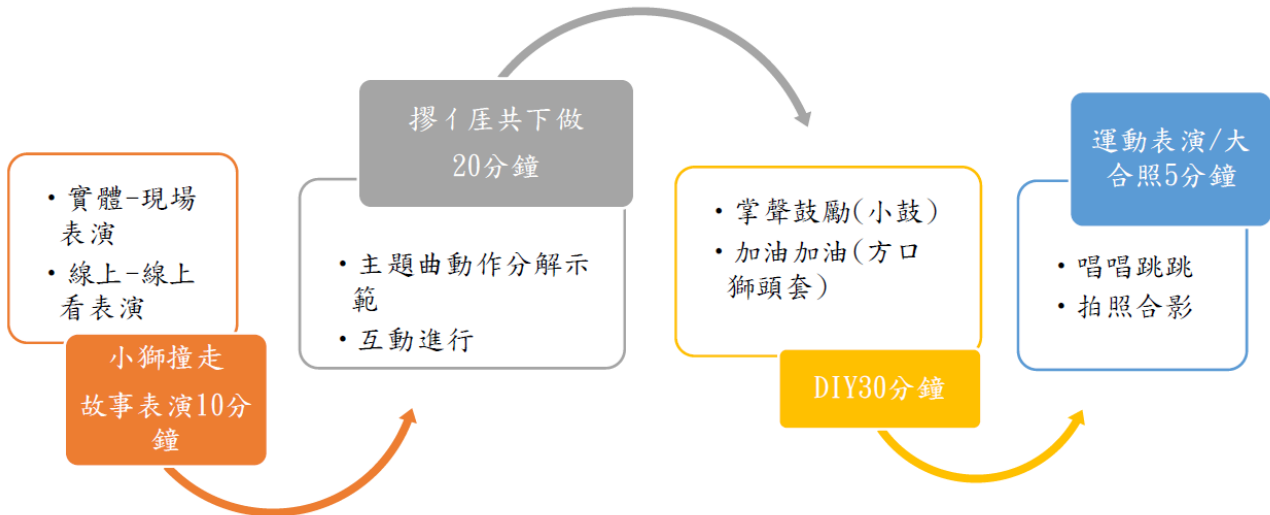 • 實體-現場
表演
• 線上-線上
看表演
小獅撞走
故事表演10分
鐘
摎亻厓共下做
20分鐘
• 主題曲動作分解示
範
• 互動進行
• 掌聲鼓勵(小鼓)
• 加油加油(方口
獅頭套)
DIY30分鐘
運動表演/大
合照5分鐘
• 唱唱跳跳
• 拍照合影